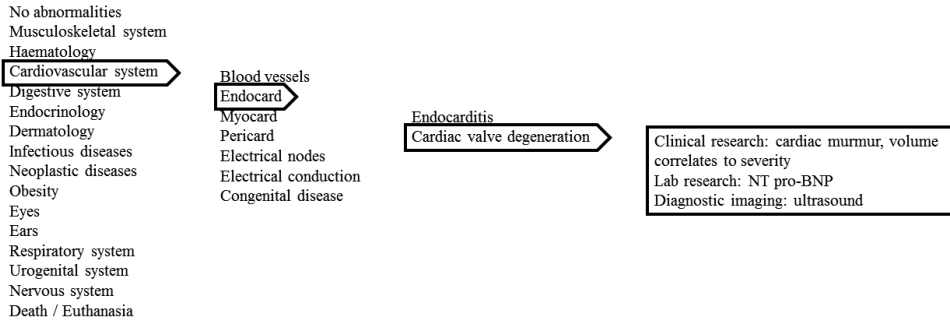 No abnormalities
Musculoskeletal system
Haematology
Cardiovascular system
Digestive system
Endocrinology
Dermatology
Infectious diseases
Neoplastic diseases
Obesity
Eyes
Ears
Respiratory system
Urogenital system
Nervous system
Death / Euthanasia
Blood vessels
Endocard
Myocard
Pericard
Electrical nodes
Electrical conduction
Congenital disease
Endocarditis
Cardiac valve degeneration
Clinical research: cardiac murmur, volume
correlates to severity
Lab research: NT pro-BNP
Diagnostic imaging: ultrasound